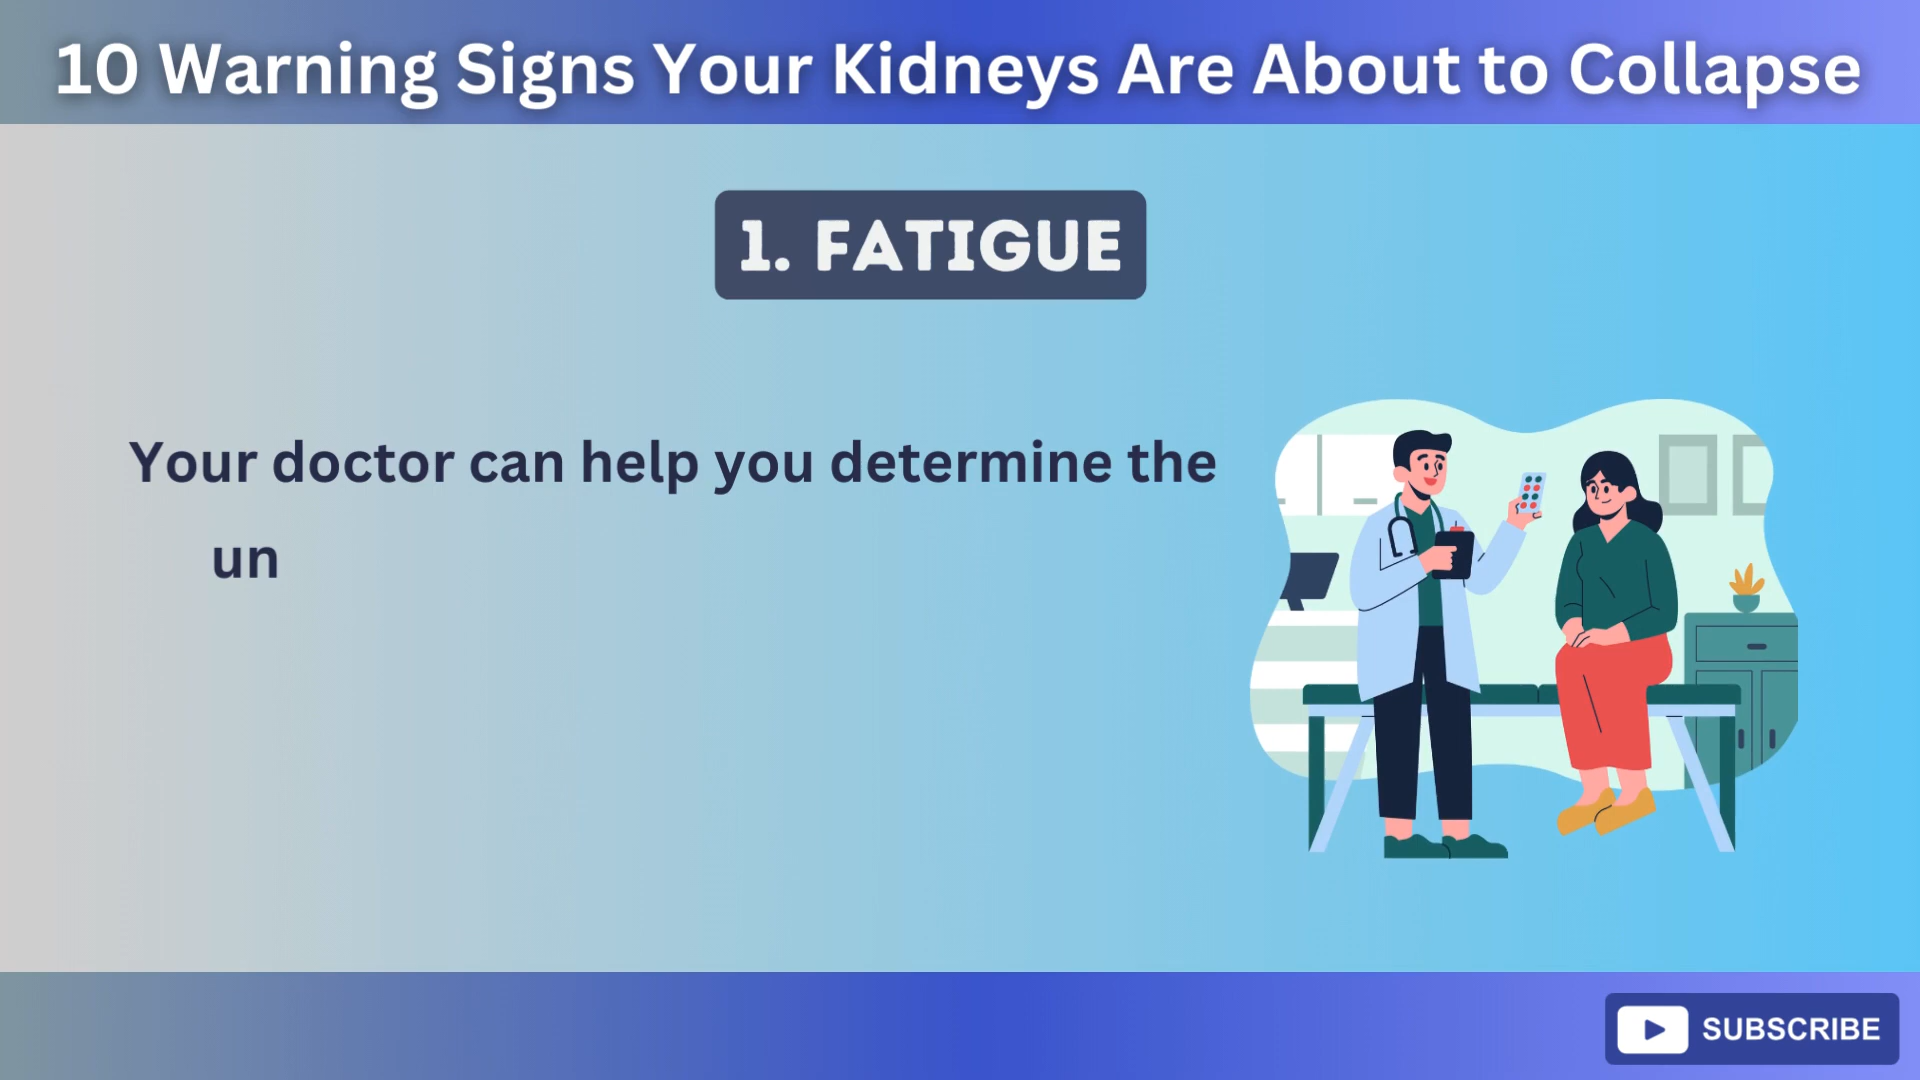 10 Warning Signs Your Kidneys Are About to Collapse
1. FATIGUE
Your doctor can help you determine the
un
SUBSCRIBE